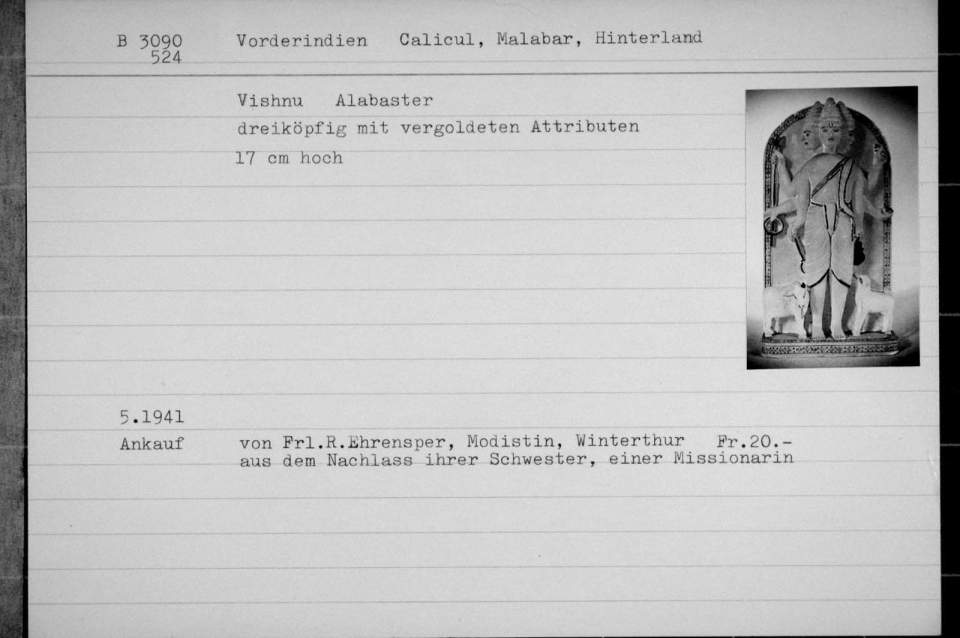 B 3090 Vorderindien Calicul, Malabar, Hinterland
524
Vishnu Alabaster
dreiköpfig mit vergoldeten Attributen
17 cm hoch
5.1941
Ankauf von Frl.R.Ehrensper, Modistin, Winterthur Fr.20.-
aus dem Nachlass ihrer Schwester, einer Missionarin